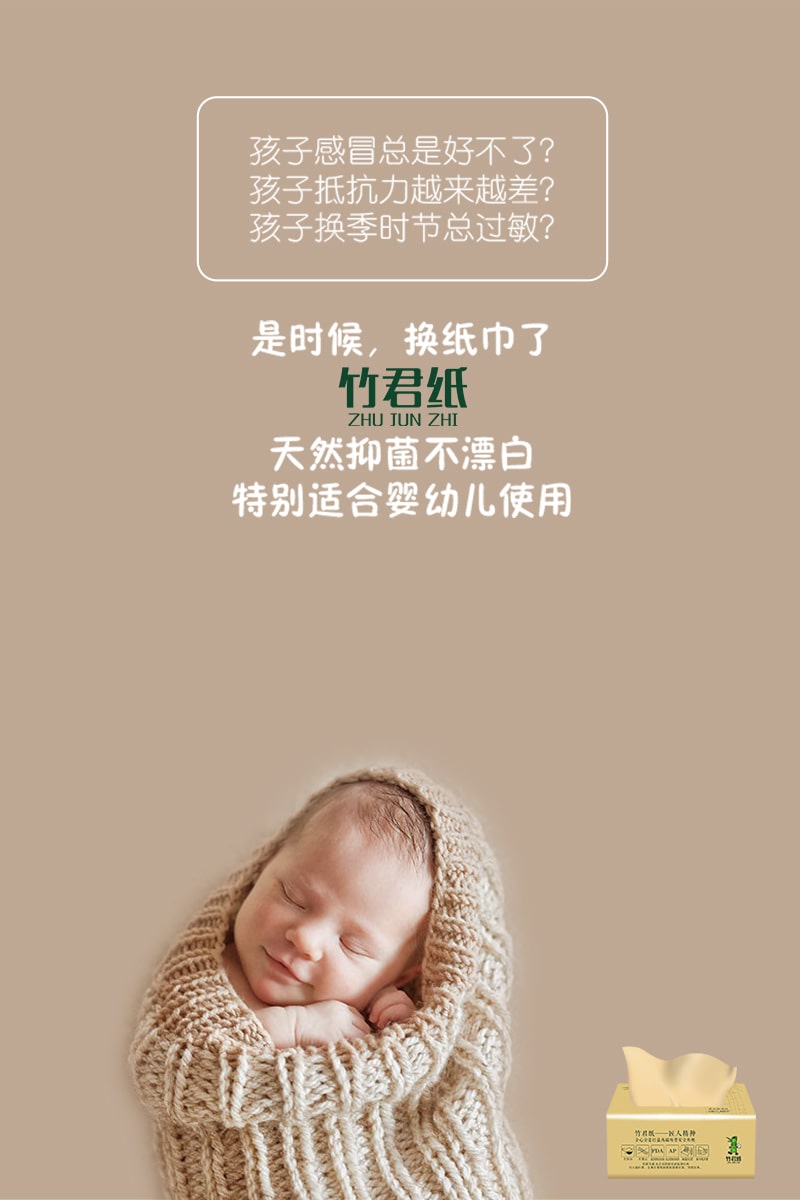 孩子感冒总是好不了?
孩子抵抗力越来越差?
孩子换季时节总过敏?
是时候，换纸巾了
竹君纸
ZHU JUN ZHI
天然抑菌不漂白
特别适合婴幼儿使用
竹君纸——匠人精神
FDA AP
竹君纸